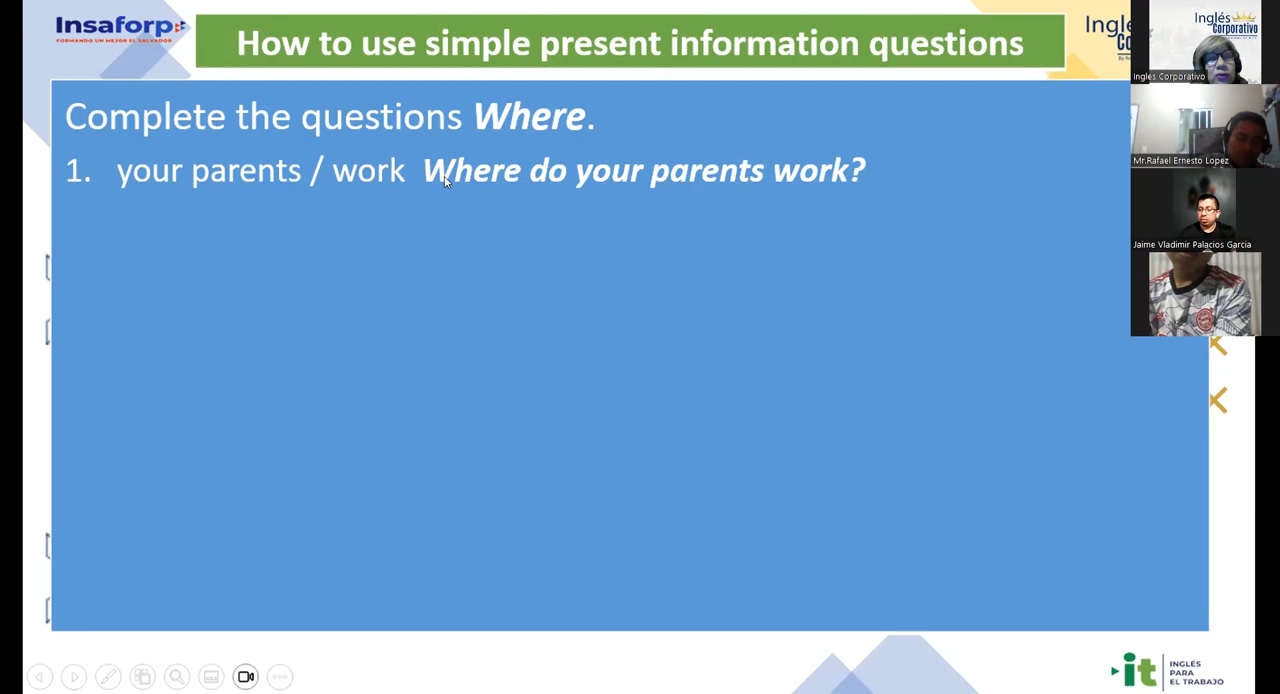 Insaforp
FORMANDO UN MEJOR EL SALVADOR
How to use simple present information questions
Inglés
Inglés
Corporativo
Ingles Corporativo
Complete the questions Where.
1. your parents / work Where do your parents work?
Mr.Rafael Ernesto Lopez
Jaime Vladimir Palacios Garcia
it
INGLÉS
PARA
EL TRABAJO